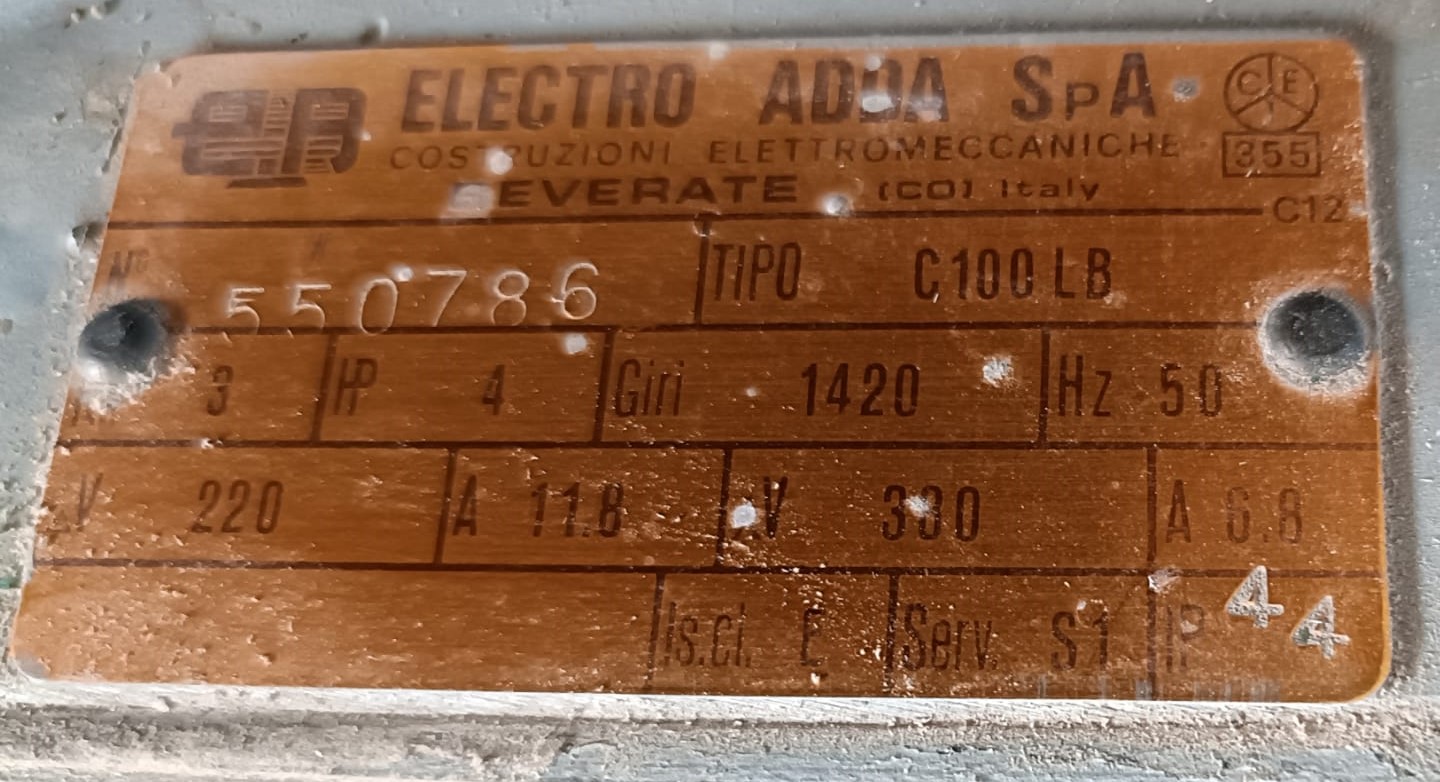 ELECTRO ADDA SpA
CE
COSTRUZIONI ELETTROMECCANICHE
355
BEVERATE (CO) Italy
C12
N° 550786 TIPO C100 LB
3 HP 4 Giri 1420 Hz 50
V 220 A 11.8 V 380 A 6.8
Is.cl. E Serv. S1 IP 44